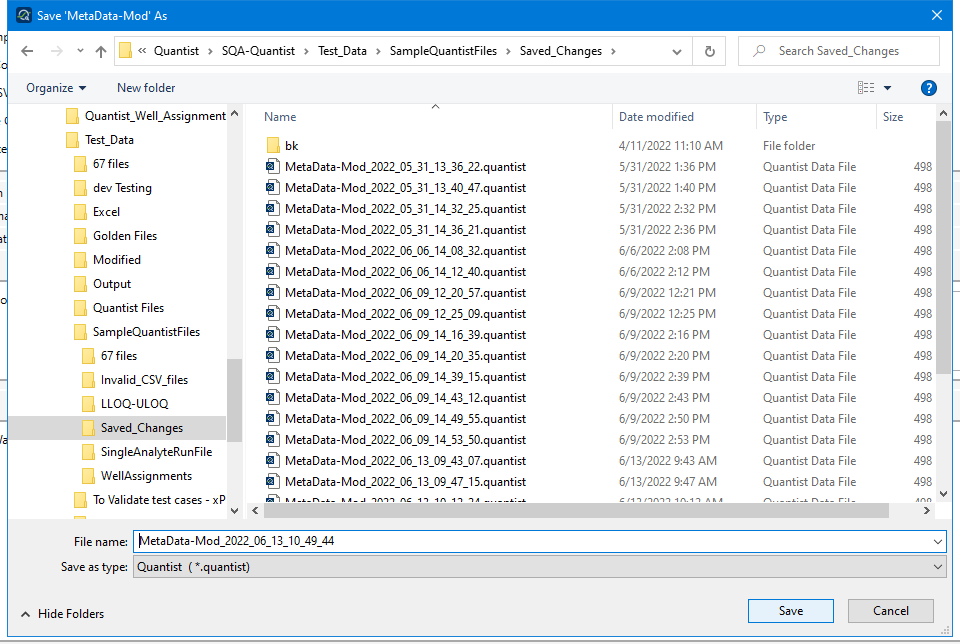 Save 'MetaData-Mod' As
« Quantist › SQA-Quantist › Test_Data › SampleQuantistFiles › Saved_Changes ›
Search Saved_Changes
Organize New folder
Quantist_Well_Assignment
Test_Data
67 files
dev Testing
Excel
Golden Files
Modified
Output
Quantist Files
SampleQuantistFiles
67 files
Invalid_CSV_files
LLOQ-ULOQ
Saved_Changes
SingleAnalyteRunFile
WellAssignments
To Validate test cases - xP
Name Date modified Type Size
bk 4/11/2022 11:10 AM File folder
MetaData-Mod_2022_05_31_13_36_22.quantist 5/31/2022 1:36 PM Quantist Data File 498
MetaData-Mod_2022_05_31_13_40_47.quantist 5/31/2022 1:40 PM Quantist Data File 498
MetaData-Mod_2022_05_31_14_32_25.quantist 5/31/2022 2:32 PM Quantist Data File 498
MetaData-Mod_2022_05_31_14_36_21.quantist 5/31/2022 2:36 PM Quantist Data File 498
MetaData-Mod_2022_06_06_14_08_32.quantist 6/6/2022 2:08 PM Quantist Data File 498
MetaData-Mod_2022_06_06_14_12_40.quantist 6/6/2022 2:12 PM Quantist Data File 498
MetaData-Mod_2022_06_09_12_20_57.quantist 6/9/2022 12:21 PM Quantist Data File 498
MetaData-Mod_2022_06_09_12_25_09.quantist 6/9/2022 12:25 PM Quantist Data File 498
MetaData-Mod_2022_06_09_14_16_39.quantist 6/9/2022 2:16 PM Quantist Data File 498
MetaData-Mod_2022_06_09_14_20_35.quantist 6/9/2022 2:20 PM Quantist Data File 498
MetaData-Mod_2022_06_09_14_39_15.quantist 6/9/2022 2:39 PM Quantist Data File 498
MetaData-Mod_2022_06_09_14_43_12.quantist 6/9/2022 2:43 PM Quantist Data File 498
MetaData-Mod_2022_06_09_14_49_55.quantist 6/9/2022 2:50 PM Quantist Data File 498
MetaData-Mod_2022_06_09_14_53_50.quantist 6/9/2022 2:53 PM Quantist Data File 498
MetaData-Mod_2022_06_13_09_43_07.quantist 6/13/2022 9:43 AM Quantist Data File 498
MetaData-Mod_2022_06_13_09_47_15.quantist 6/13/2022 9:47 AM Quantist Data File 498
File name: MetaData-Mod_2022_06_13_10_49_44
Save as type: Quantist ( *.quantist)
Hide Folders
Save Cancel